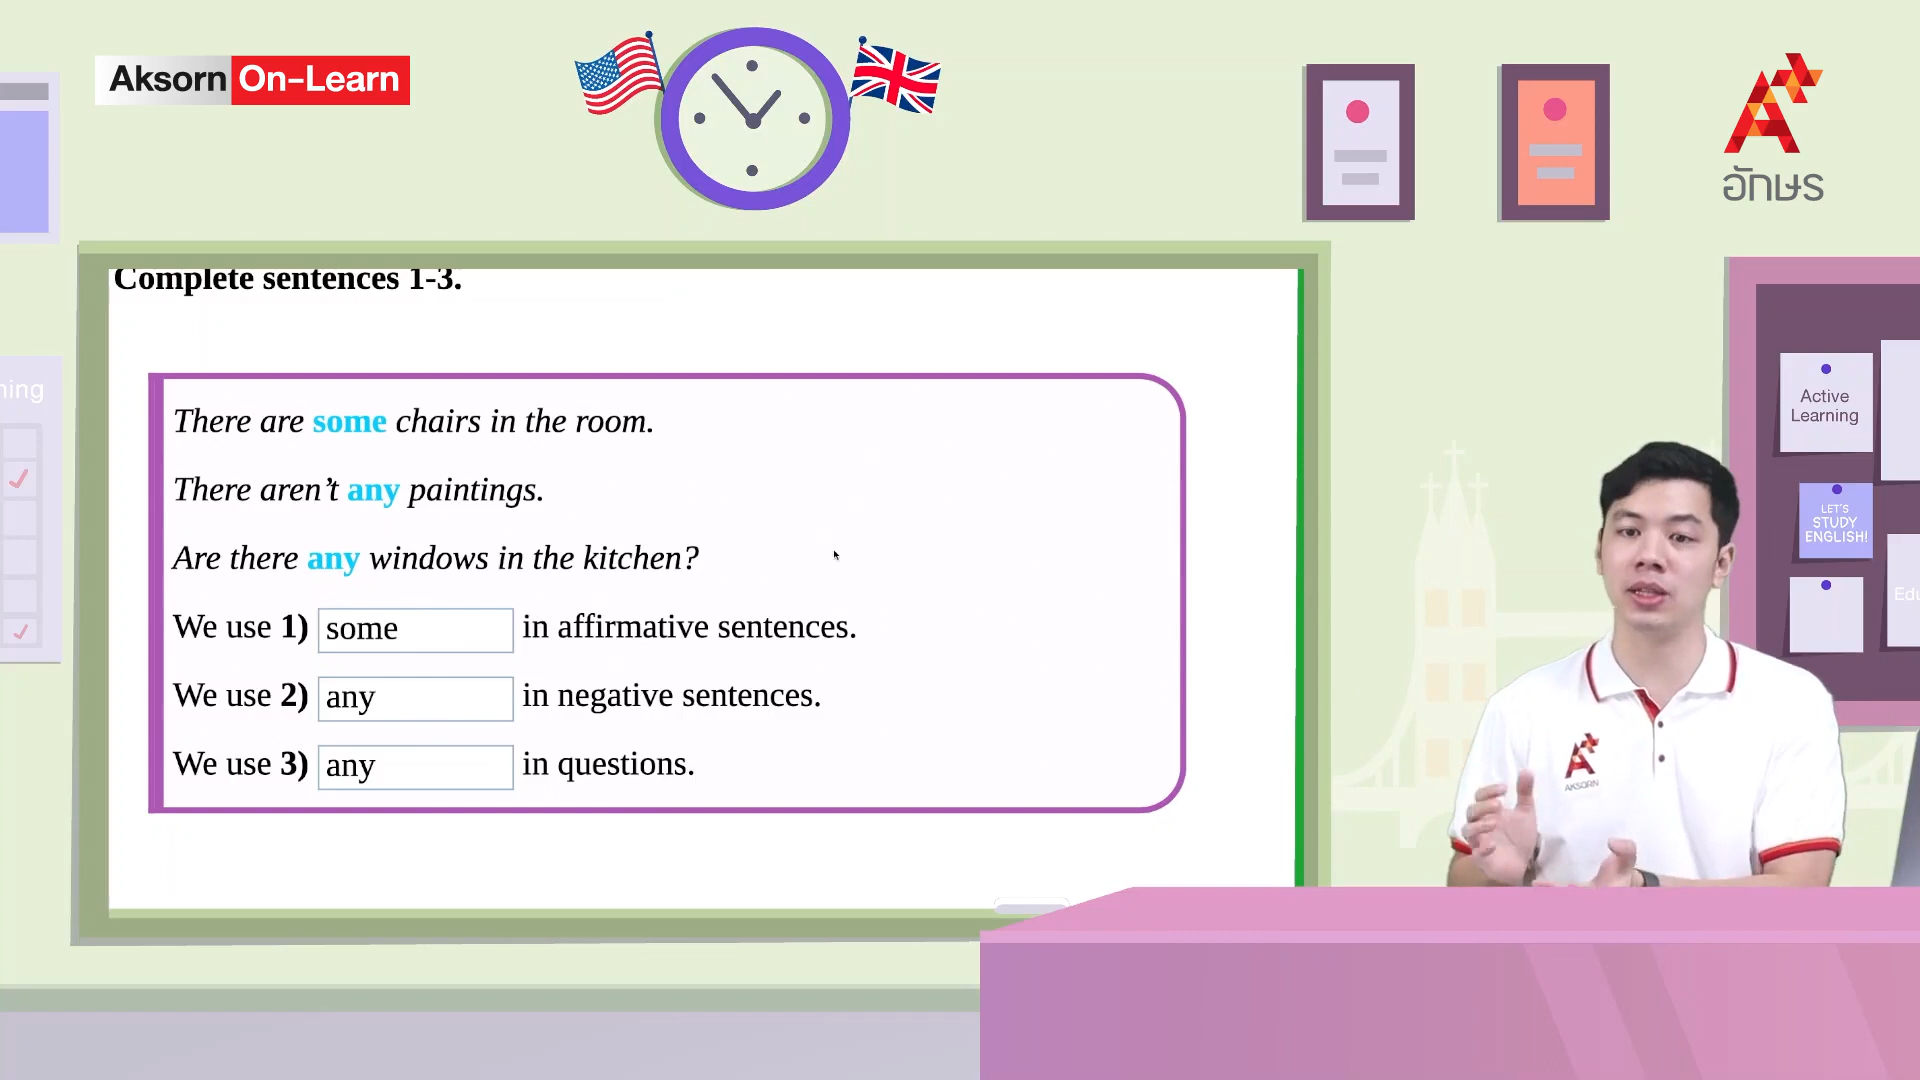 Aksorn On-Learn
อักษร
Complete sentences 1-3.
There are some chairs in the room.
There aren't any paintings.
Are there any windows in the kitchen?
We use 1) some in affirmative sentences.
We use 2) any in negative sentences.
We use 3) any in questions.
Active
Learning
LET'S
STUDY
ENGLISH!
AKSORN